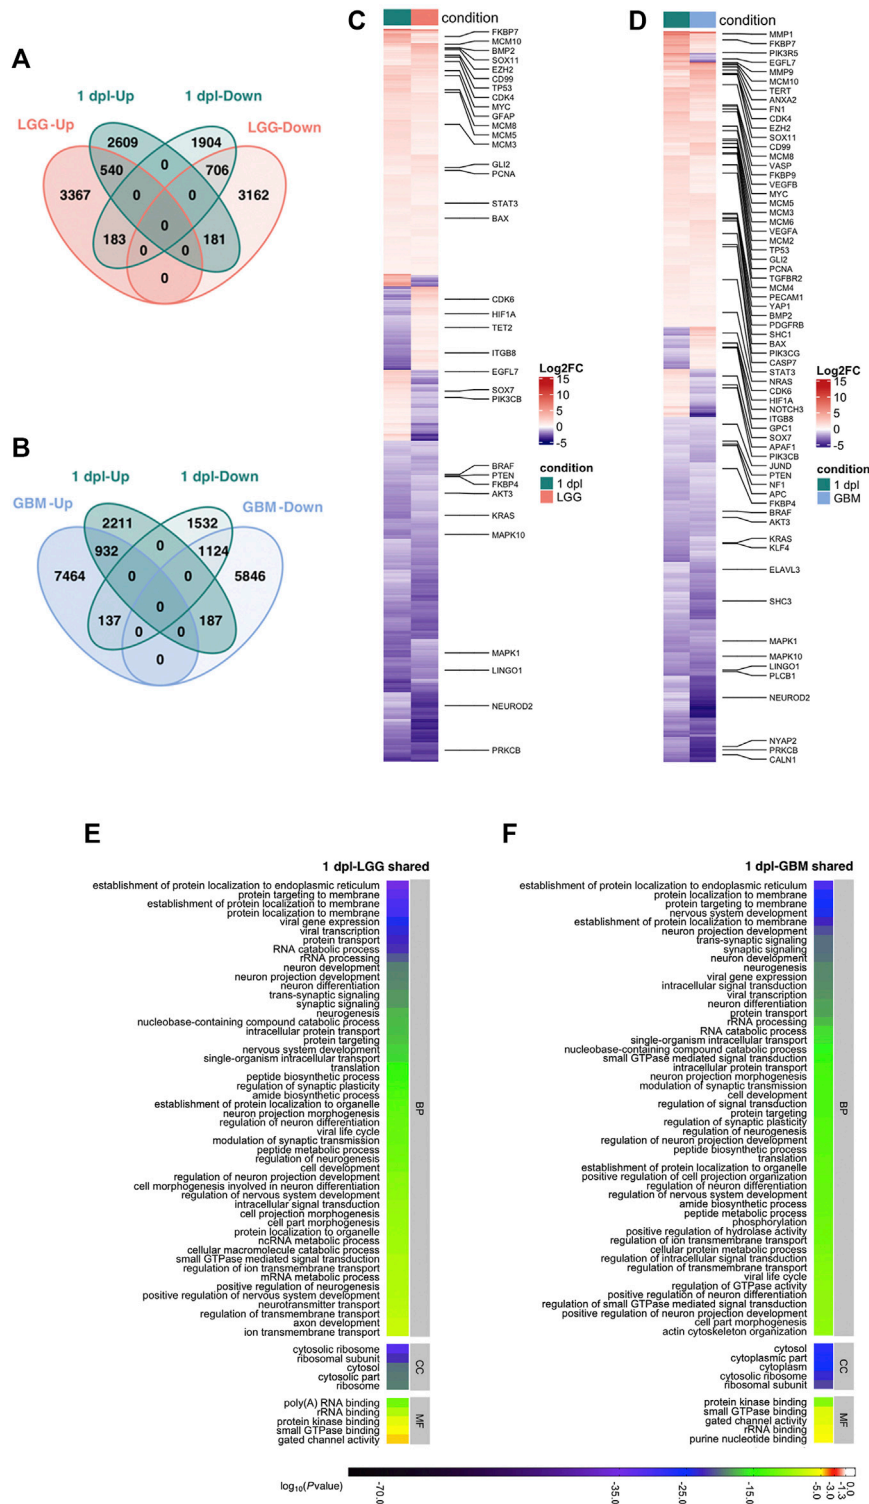 A
1 dpl-Up
1 dpl-Down
LGG-Up
LGG-Down
2609
1904
540
0
706
3367
0
0
3162
0
183
0
0
181
0
B
1 dpl-Up
1 dpl-Down
GBM-Up
GBM-Down
2211
1532
932
0
1124
7464
0
0
5846
0
137
0
0
187
0
C
condition
FKBP7
MCM10
BMP2
SOX11
EZH2
CD99
TP53
CDK4
MYC
GFAP
MCM8
MCM5
MCM3
GLI2
PCNA
STAT3
BAX
CDK6
HIF1A
TET2
ITGB8
EGFL7
SOX7
PIK3CB
BRAF
PTEN
FKBP4
AKT3
KRAS
MAPK10
MAPK1
LINGO1
NEUROD2
PRKCB
Log2FC
15
10
5
0
-5
condition
1 dpl
LGG
D
condition
MMP1
FKBP7
PIK3R5
EGFL7
MMP9
MCM10
TERT
ANXA2
FN1
CDK4
EZH2
SOX11
CD99
MCM8
VASP
FKBP9
VEGFB
MYC
MCM5
MCM3
MCM6
VEGFA
MCM2
TP53
GLI2
PCNA
TGFBR2
MCM4
PECAM1
YAP1
BMP2
PDGFRB
SHC1
BAX
PIK3CG
CASP7
STAT3
NRAS
CDK6
HIF1A
NOTCH3
ITGB8
GPC1
SOX7
APAF1
PIK3CB
JUND
PTEN
NF1
APC
FKBP4
BRAF
AKT3
KRAS
KLF4
ELAVL3
SHC3
MAPK1
MAPK10
LINGO1
PLCB1
NEUROD2
NYAP2
PRKCB
CALN1
Log2FC
15
10
5
0
-5
condition
1 dpl
GBM
E
1 dpl-LGG shared
establishment of protein localization to endoplasmic reticulum
protein targeting to membrane
establishment of protein localization to membrane
protein localization to membrane
viral gene expression
viral transcription
protein transport
RNA catabolic process
rRNA processing
neuron development
neuron projection development
neuron differentiation
trans-synaptic signaling
synaptic signaling
neurogenesis
nucleobase-containing compound catabolic process
intracellular protein transport
protein targeting
nervous system development
single-organism intracellular transport
translation
peptide biosynthetic process
regulation of synaptic plasticity
amide biosynthetic process
establishment of protein localization to organelle
neuron projection morphogenesis
regulation of neuron differentiation
viral life cycle
modulation of synaptic transmission
peptide metabolic process
regulation of neurogenesis
cell development
regulation of neuron projection development
cell morphogenesis involved in neuron differentiation
regulation of nervous system development
intracellular signal transduction
cell projection morphogenesis
cell part morphogenesis
protein localization to organelle
ncRNA metabolic process
cellular macromolecule catabolic process
small GTPase mediated signal transduction
regulation of ion transmembrane transport
mRNA metabolic process
positive regulation of neurogenesis
positive regulation of nervous system development
neurotransmitter transport
regulation of transmembrane transport
axon development
ion transmembrane transport
BP
cytosolic ribosome
ribosomal subunit
cytosol
cytosolic part
ribosome
CC
poly(A) RNA binding
rRNA binding
protein kinase binding
small GTPase binding
gated channel activity
MF
F
1 dpl-GBM shared
establishment of protein localization to endoplasmic reticulum
protein localization to membrane
protein targeting to membrane
nervous system development
establishment of protein localization to membrane
neuron projection development
trans-synaptic signaling
synaptic signaling
neuron development
neurogenesis
viral gene expression
intracellular signal transduction
viral transcription
neuron differentiation
protein transport
rRNA processing
RNA catabolic process
single-organism intracellular transport
nucleobase-containing compound catabolic process
small GTPase mediated signal transduction
intracellular protein transport
neuron projection morphogenesis
modulation of synaptic transmission
cell development
regulation of signal transduction
protein targeting
regulation of synaptic plasticity
regulation of neurogenesis
regulation of neuron projection development
peptide biosynthetic process
translation
establishment of protein localization to organelle
positive regulation of cell projection organization
regulation of neuron differentiation
regulation of nervous system development
amide biosynthetic process
peptide metabolic process
phosphorylation
positive regulation of hydrolase activity
regulation of ion transmembrane transport
cellular protein metabolic process
regulation of intracellular signal transduction
regulation of transmembrane transport
viral life cycle
regulation of GTPase activity
positive regulation of neuron differentiation
regulation of small GTPase mediated signal transduction
positive regulation of neuron projection development
cell part morphogenesis
actin cytoskeleton organization
BP
cytosol
cytoplasmic part
cytoplasm
cytosolic ribosome
ribosomal subunit
CC
protein kinase binding
small GTPase binding
gated channel activity
rRNA binding
purine nucleotide binding
MF
log10(Pvalue)
-70.0
-35.0
-25.0
-15.0
-5.0
-3.0
-1.3
0.0